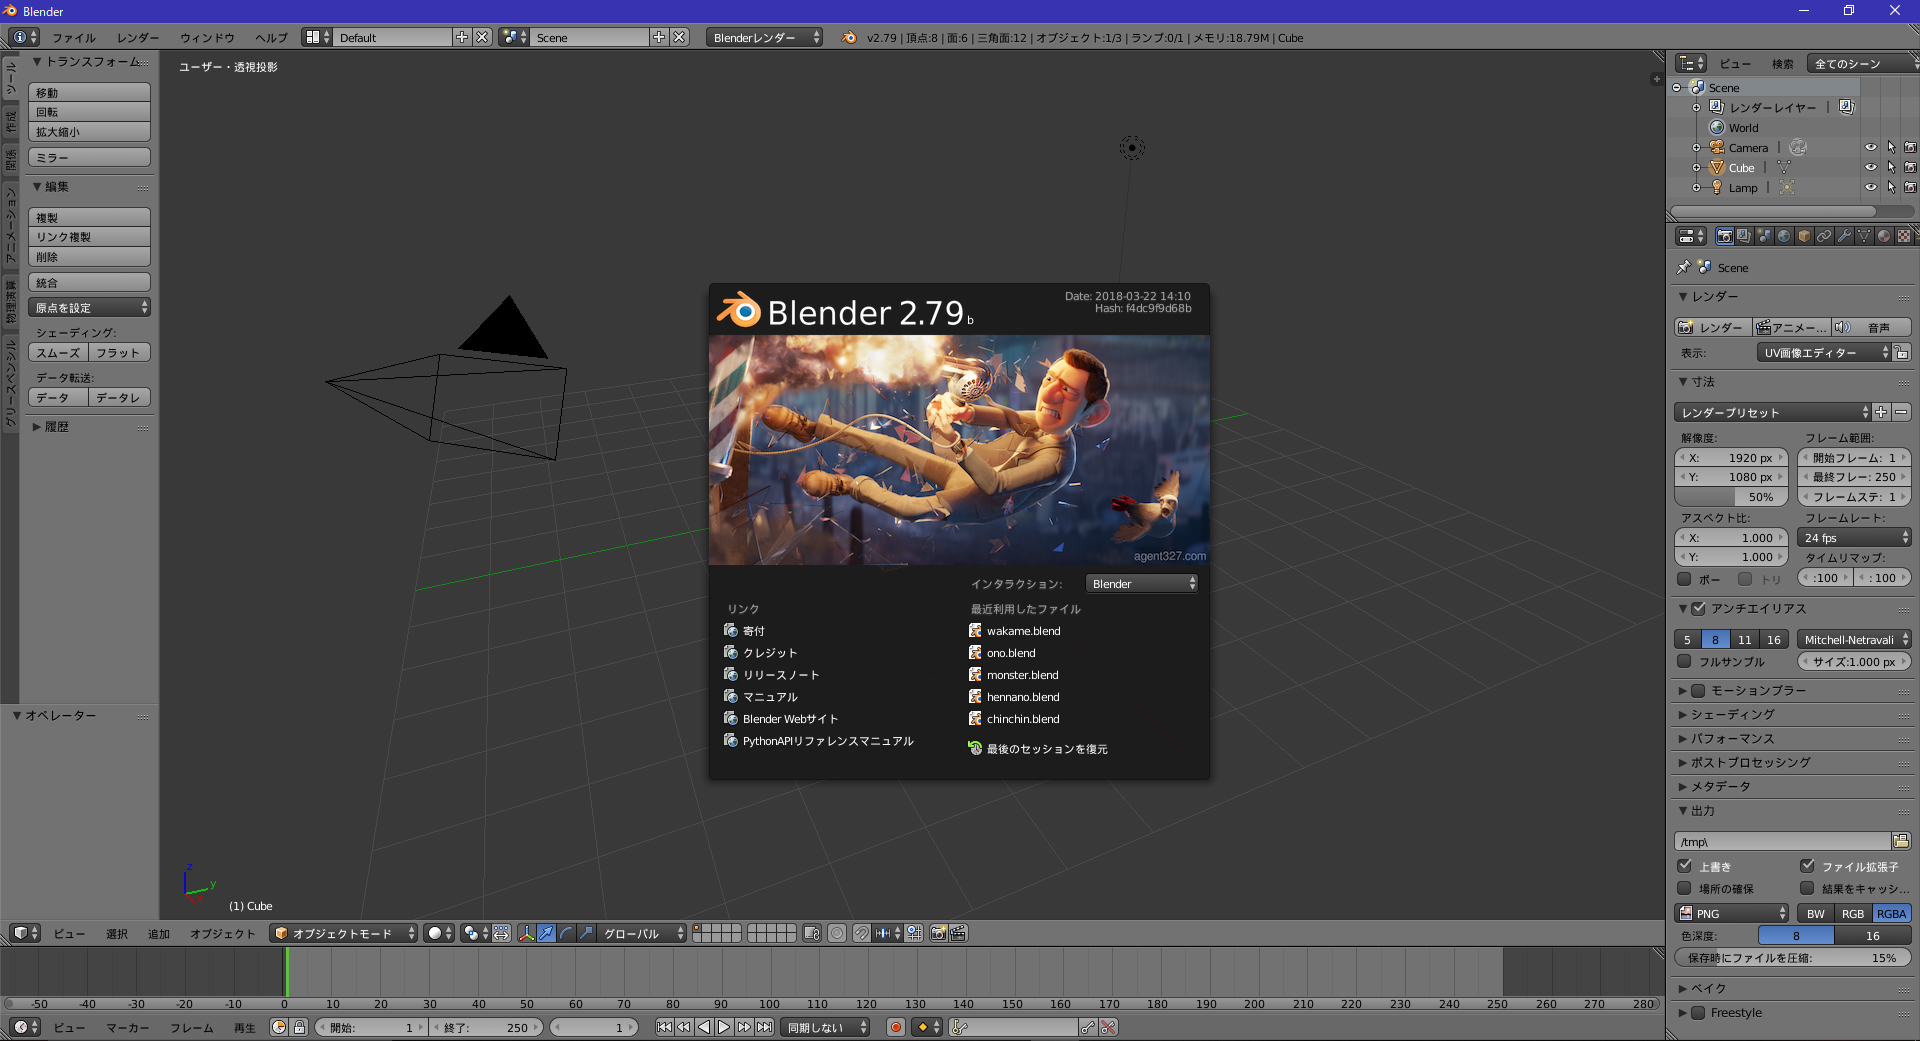 Blender
ファイル レンダー ウィンドウ ヘルプ Default Scene Blenderレンダー v2.79 | 頂点:8 | 面:6 | 三角面:12 | オブジェクト:1/3 | ランプ:0/1 | メモリ:18.79M | Cube
ツール
作成
関係
アニメーション
物理演算
グリースペンシル
トランスフォーム
移動
回転
拡大縮小
ミラー
編集
複製
リンク複製
削除
統合
原点を設定
シェーディング:
スムーズ フラット
データ転送:
データ データレ
履歴
オペレーター
ユーザー・透視投影
Blender 2.79 b
Date: 2018-03-22 14:10
Hash: f4dc9f9d68b
agent327.com
インタラクション: Blender
リンク
寄付
クレジット
リリースノート
マニュアル
Blender Webサイト
PythonAPIリファレンスマニュアル
最近利用したファイル
wakame.blend
ono.blend
monster.blend
hennano.blend
chinchin.blend
最後のセッションを復元
z
y
x
(1) Cube
ビュー 選択 追加 オブジェクト オブジェクトモード グローバル
-50 -40 -30 -20 -10 0 10 20 30 40 50 60 70 80 90 100 110 120 130 140 150 160 170 180 190 200 210 220 230 240 250 260 270 280
ビュー マーカー フレーム 再生 開始: 1 終了: 250 1 同期しない
ビュー 検索 全てのシーン
Scene
レンダーレイヤー
World
Camera
Cube
Lamp
Scene
レンダー
レンダー アニメー... 音声
表示: UV画像エディター
寸法
レンダープリセット
解像度: フレーム範囲:
X: 1920 px 開始フレーム: 1
Y: 1080 px 最終フレー: 250
50% フレームステ: 1
アスペクト比: フレームレート:
X: 1.000 24 fps
Y: 1.000 タイムリマップ:
ボー トリ :100 : 100
アンチエイリアス
5 8 11 16 Mitchell-Netravali
フルサンプル サイズ:1.000 px
モーションブラー
シェーディング
パフォーマンス
ポストプロセッシング
メタデータ
出力
/tmp\
上書き ファイル拡張子
場所の確保 結果をキャッシ...
PNG BW RGB RGBA
色深度: 8 16
保存時にファイルを圧縮: 15%
ベイク
Freestyle